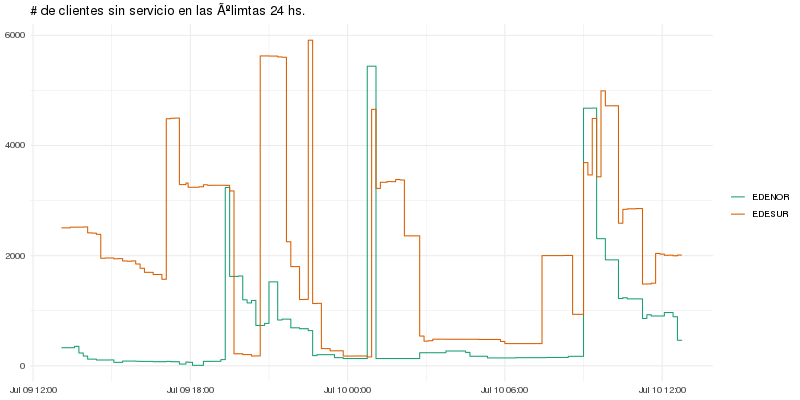 # de clientes sin servicio en las Ãºlimtas 24 hs.
6000
4000
2000
0
Jul 09 12:00
Jul 09 18:00
Jul 10 00:00
Jul 10 06:00
Jul 10 12:00
EDENOR
EDESUR